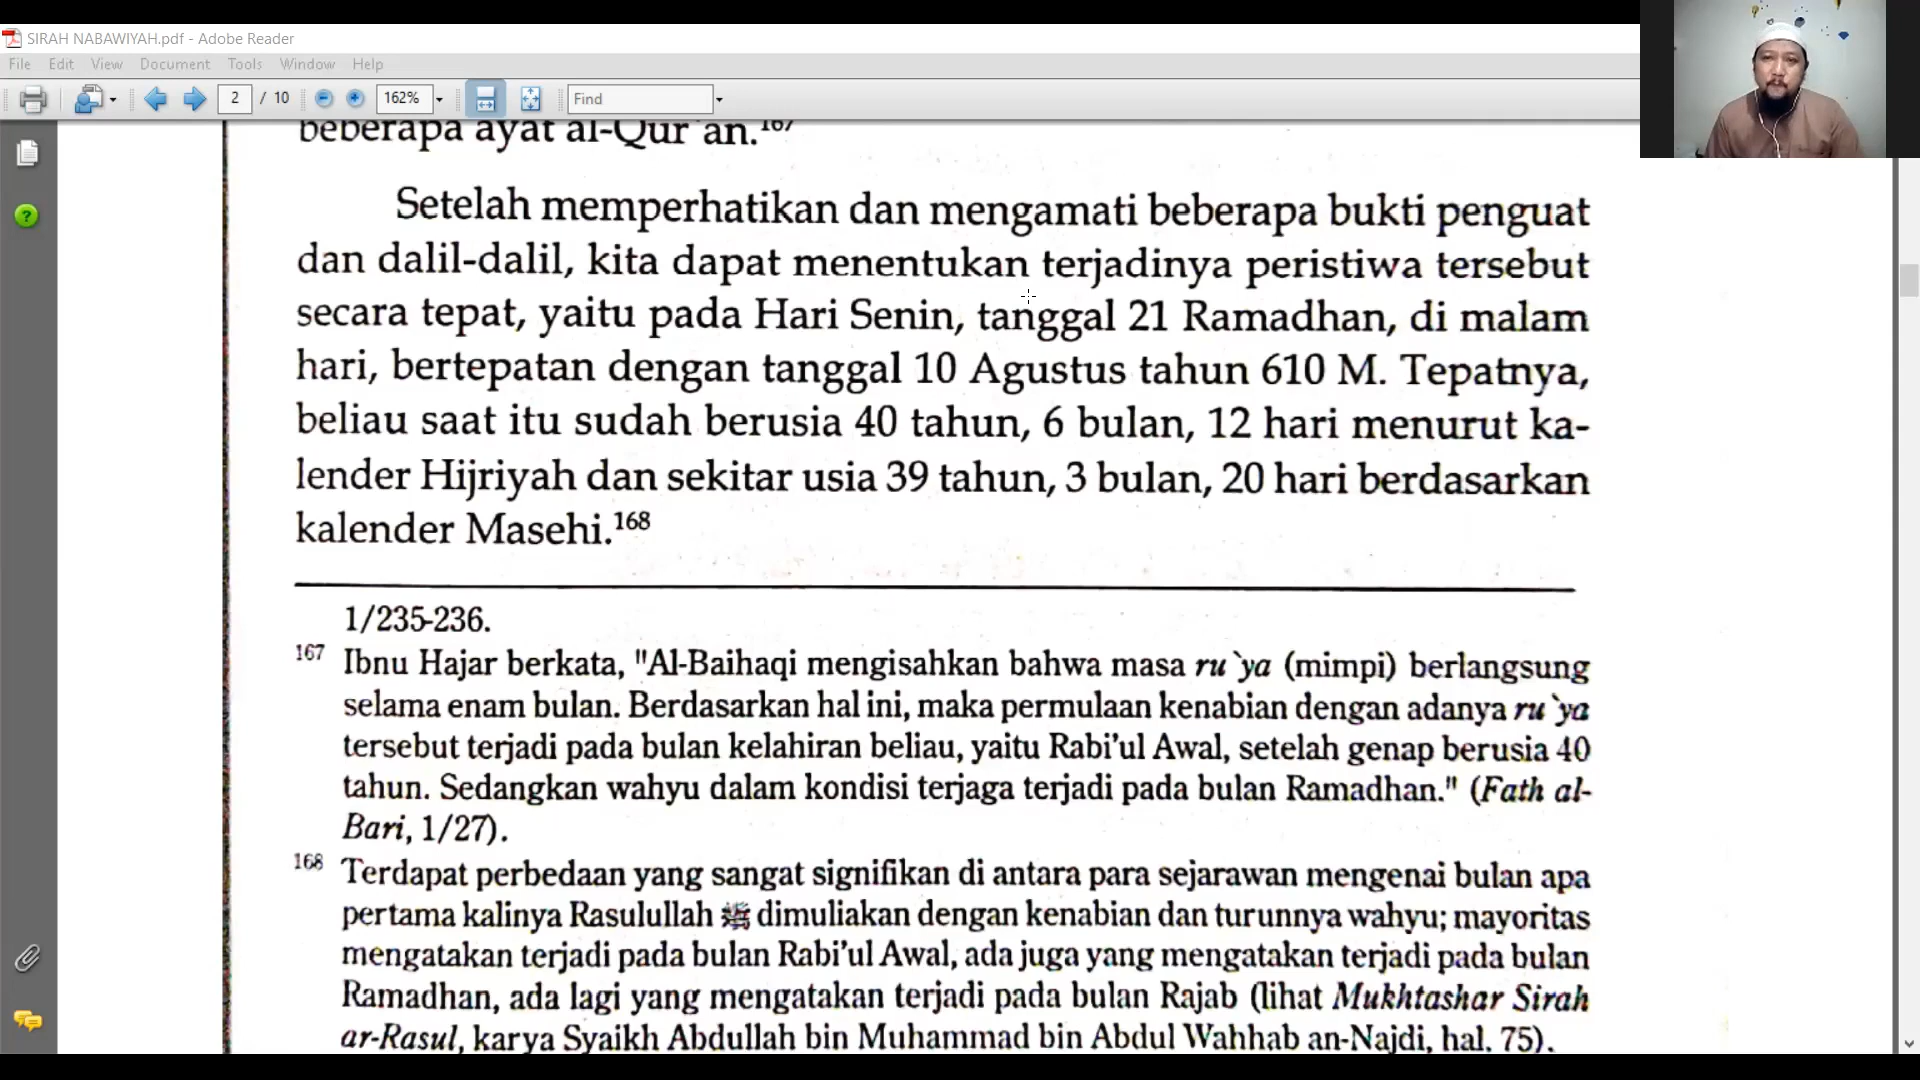 SIRAH NABAWIYAH.pdf - Adobe Reader
File Edit View Document Tools Window Help
2 / 10 162% Find
beberapa ayat al-Qur`an.¹⁶⁷
Setelah memperhatikan dan mengamati beberapa bukti penguat
dan dalil-dalil, kita dapat menentukan terjadinya peristiwa tersebut
secara tepat, yaitu pada Hari Senin, tanggal 21 Ramadhan, di malam
hari, bertepatan dengan tanggal 10 Agustus tahun 610 M. Tepatnya,
beliau saat itu sudah berusia 40 tahun, 6 bulan, 12 hari menurut ka-
lender Hijriyah dan sekitar usia 39 tahun, 3 bulan, 20 hari berdasarkan
kalender Masehi.¹⁶⁸
1/235-236.
¹⁶⁷ Ibnu Hajar berkata, "Al-Baihaqi mengisahkan bahwa masa ru`ya (mimpi) berlangsung
selama enam bulan. Berdasarkan hal ini, maka permulaan kenabian dengan adanya ru`ya
tersebut terjadi pada bulan kelahiran beliau, yaitu Rabi'ul Awal, setelah genap berusia 40
tahun. Sedangkan wahyu dalam kondisi terjaga terjadi pada bulan Ramadhan." (Fath al-
Bari, 1/27).
¹⁶⁸ Terdapat perbedaan yang sangat signifikan di antara para sejarawan mengenai bulan apa
pertama kalinya Rasulullah ﷺ dimuliakan dengan kenabian dan turunnya wahyu; mayoritas
mengatakan terjadi pada bulan Rabi'ul Awal, ada juga yang mengatakan terjadi pada bulan
Ramadhan, ada lagi yang mengatakan terjadi pada bulan Rajab (lihat Mukhtashar Sirah
ar-Rasul, karya Syaikh Abdullah bin Muhammad bin Abdul Wahhab an-Najdi, hal. 75).